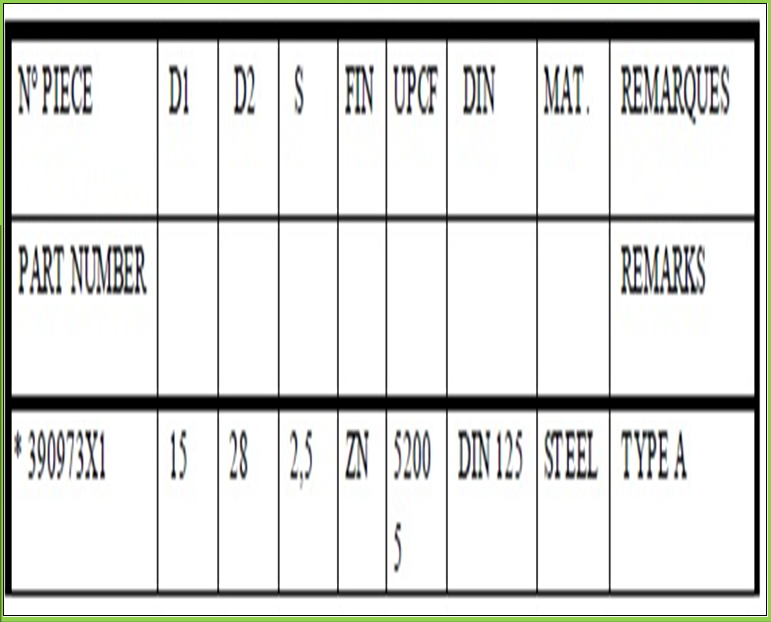 N° PIECE D1 D2 S FIN UPCF DIN MAT. REMARQUES
PART NUMBER REMARKS
* 390973X1 15 28 2,5 ZN 5200 DIN 125 STEEL TYPE A
5